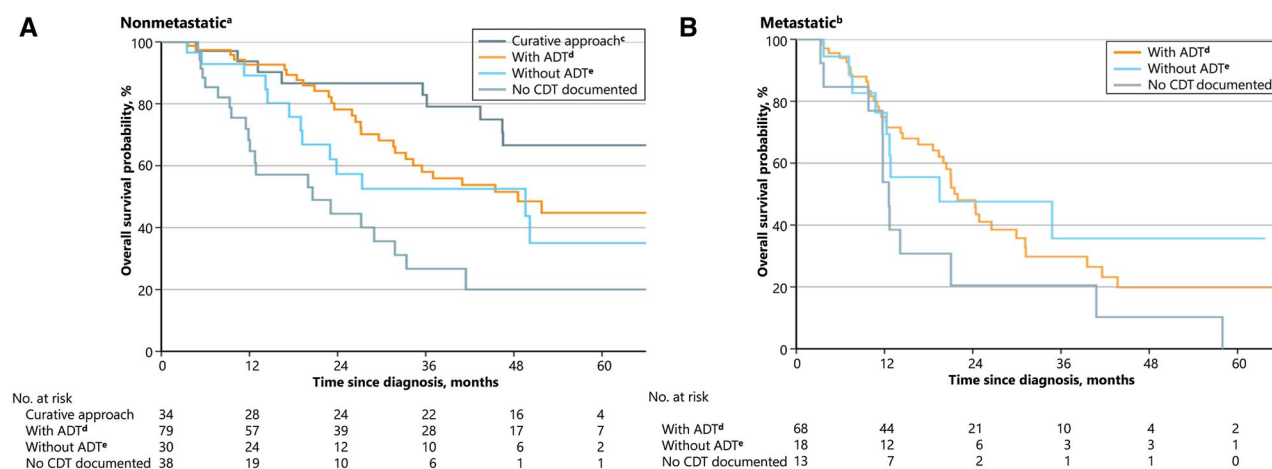 A
Nonmetastaticᵃ
Curative approachᶜ
With ADTᵈ
Without ADTᵉ
No CDT documented
Overall survival probability, %
100
80
60
40
20
0
0 12 24 36 48 60
Time since diagnosis, months
No. at risk
Curative approach 34 28 24 22 16 4
With ADTᵈ 79 57 39 28 17 7
Without ADTᵉ 30 24 12 10 6 2
No CDT documented 38 19 10 6 1 1
B
Metastaticᵇ
With ADTᵈ
Without ADTᵉ
No CDT documented
Overall survival probability, %
100
80
60
40
20
0
0 12 24 36 48 60
Time since diagnosis, months
No. at risk
With ADTᵈ 68 44 21 10 4 2
Without ADTᵉ 18 12 6 3 3 1
No CDT documented 13 7 2 1 1 0